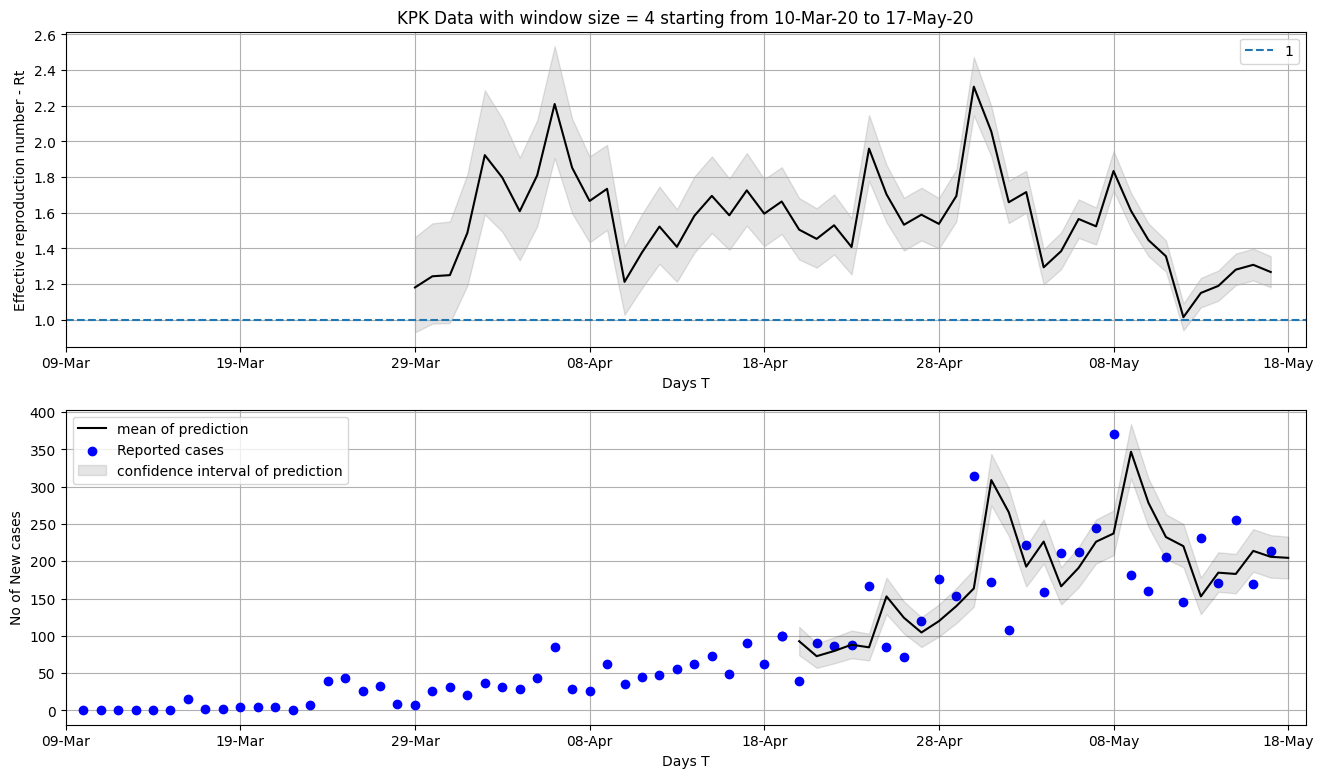 KPK Data with window size = 4 starting from 10-Mar-20 to 17-May-20
Effective reproduction number - Rt
2.6
2.4
2.2
2.0
1.8
1.6
1.4
1.2
1.0
1
09-Mar 19-Mar 29-Mar 08-Apr 18-Apr 28-Apr 08-May 18-May
Days T
No of New cases
400
350
300
250
200
150
100
50
0
mean of prediction
Reported cases
confidence interval of prediction
09-Mar 19-Mar 29-Mar 08-Apr 18-Apr 28-Apr 08-May 18-May
Days T